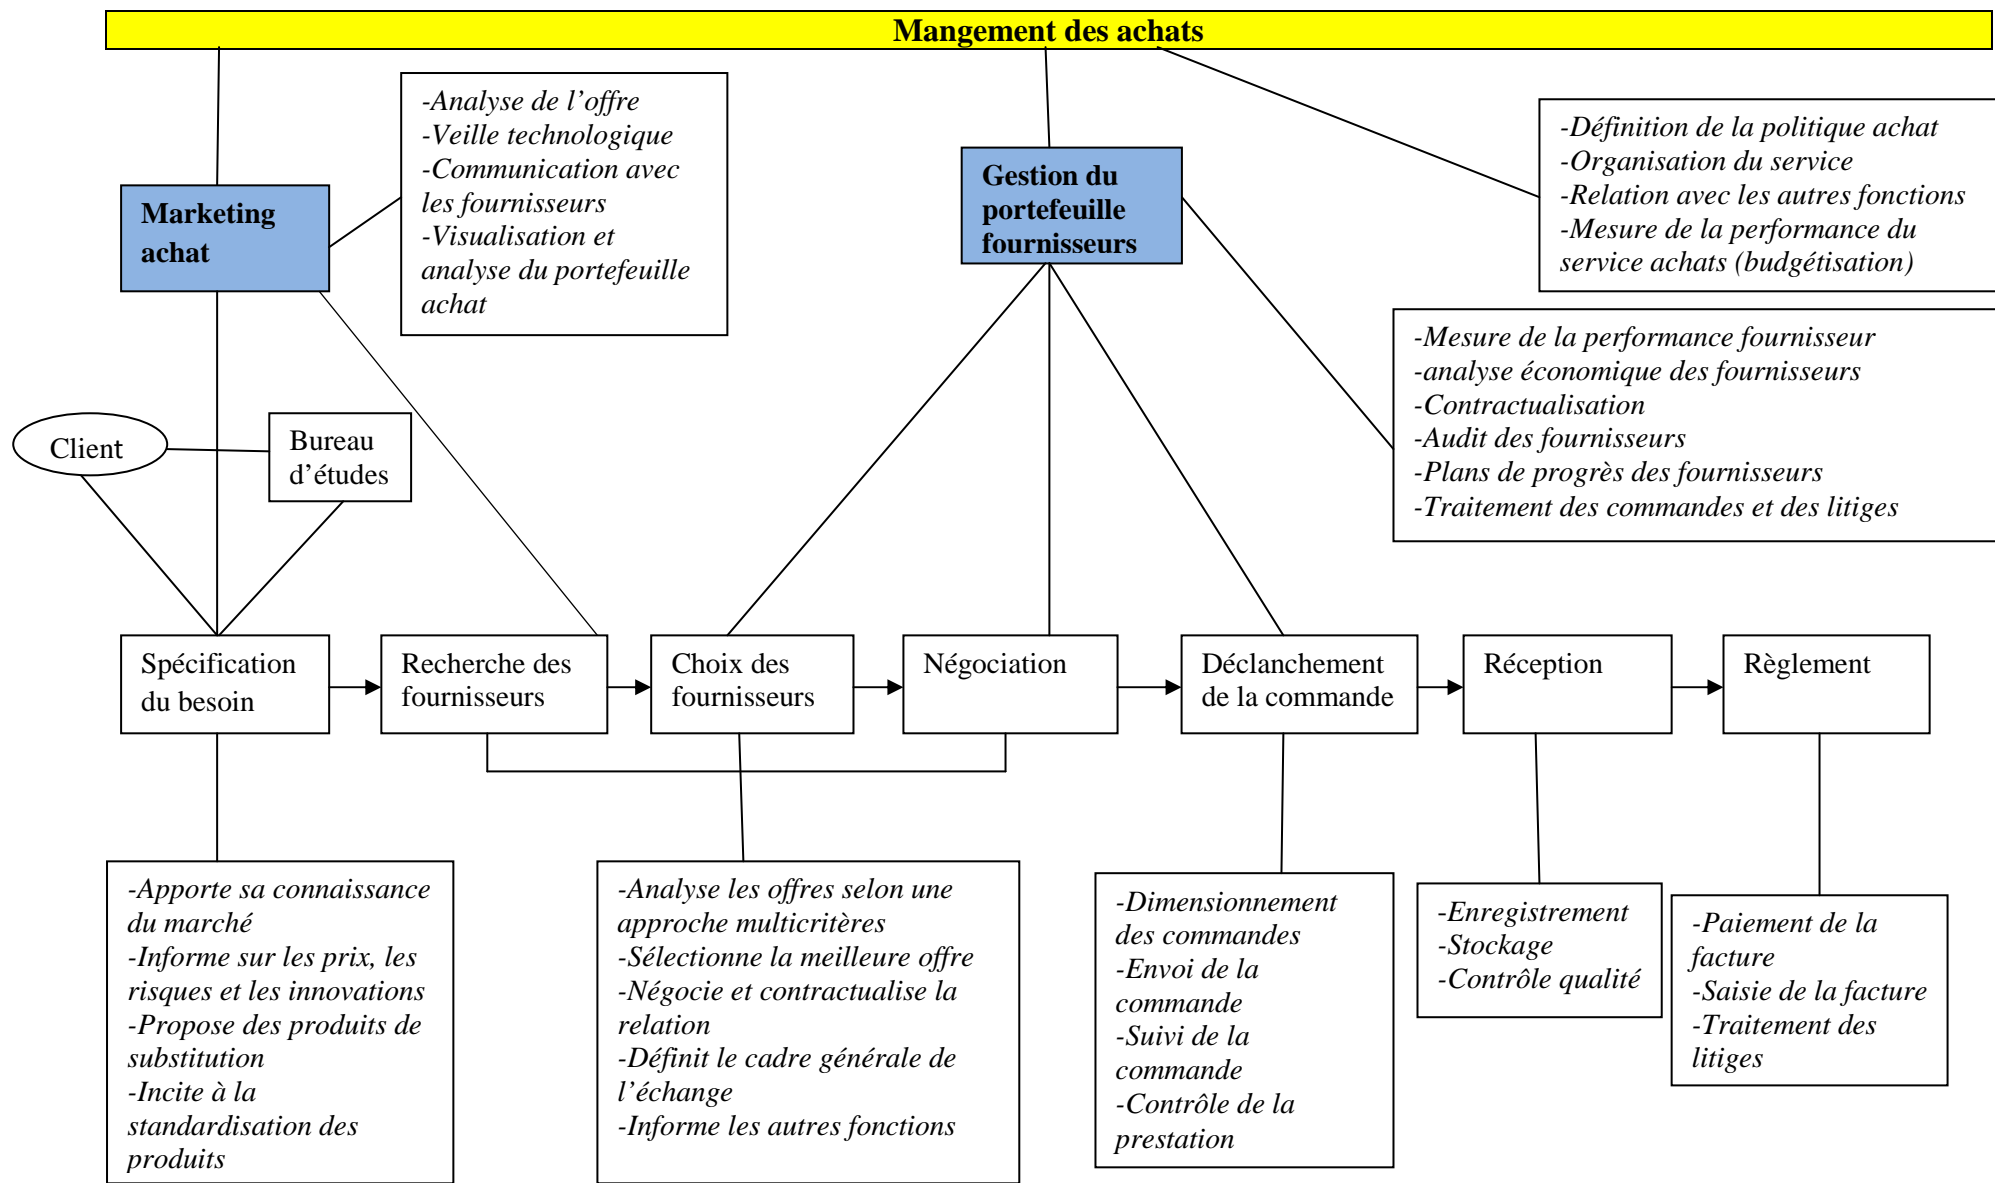 Mangement des achats
-Analyse de l’offre
-Veille technologique
-Communication avec
les fournisseurs
-Visualisation et
analyse du portefeuille
achat
-Définition de la politique achat
-Organisation du service
-Relation avec les autres fonctions
-Mesure de la performance du
service achats (budgétisation)
Marketing
achat
Gestion du
portefeuille
fournisseurs
-Mesure de la performance fournisseur
-analyse économique des fournisseurs
-Contractualisation
-Audit des fournisseurs
-Plans de progrès des fournisseurs
-Traitement des commandes et des litiges
Client
Bureau
d’études
Spécification
du besoin
Recherche des
fournisseurs
Choix des
fournisseurs
Négociation
Déclanchement
de la commande
Réception
Règlement
-Apporte sa connaissance
du marché
-Informe sur les prix, les
risques et les innovations
-Propose des produits de
substitution
-Incite à la
standardisation des
produits
-Analyse les offres selon une
approche multicritères
-Sélectionne la meilleure offre
-Négocie et contractualise la
relation
-Définit le cadre générale de
l’échange
-Informe les autres fonctions
-Dimensionnement
des commandes
-Envoi de la
commande
-Suivi de la
commande
-Contrôle de la
prestation
-Enregistrement
-Stockage
-Contrôle qualité
-Paiement de la
facture
-Saisie de la facture
-Traitement des
litiges